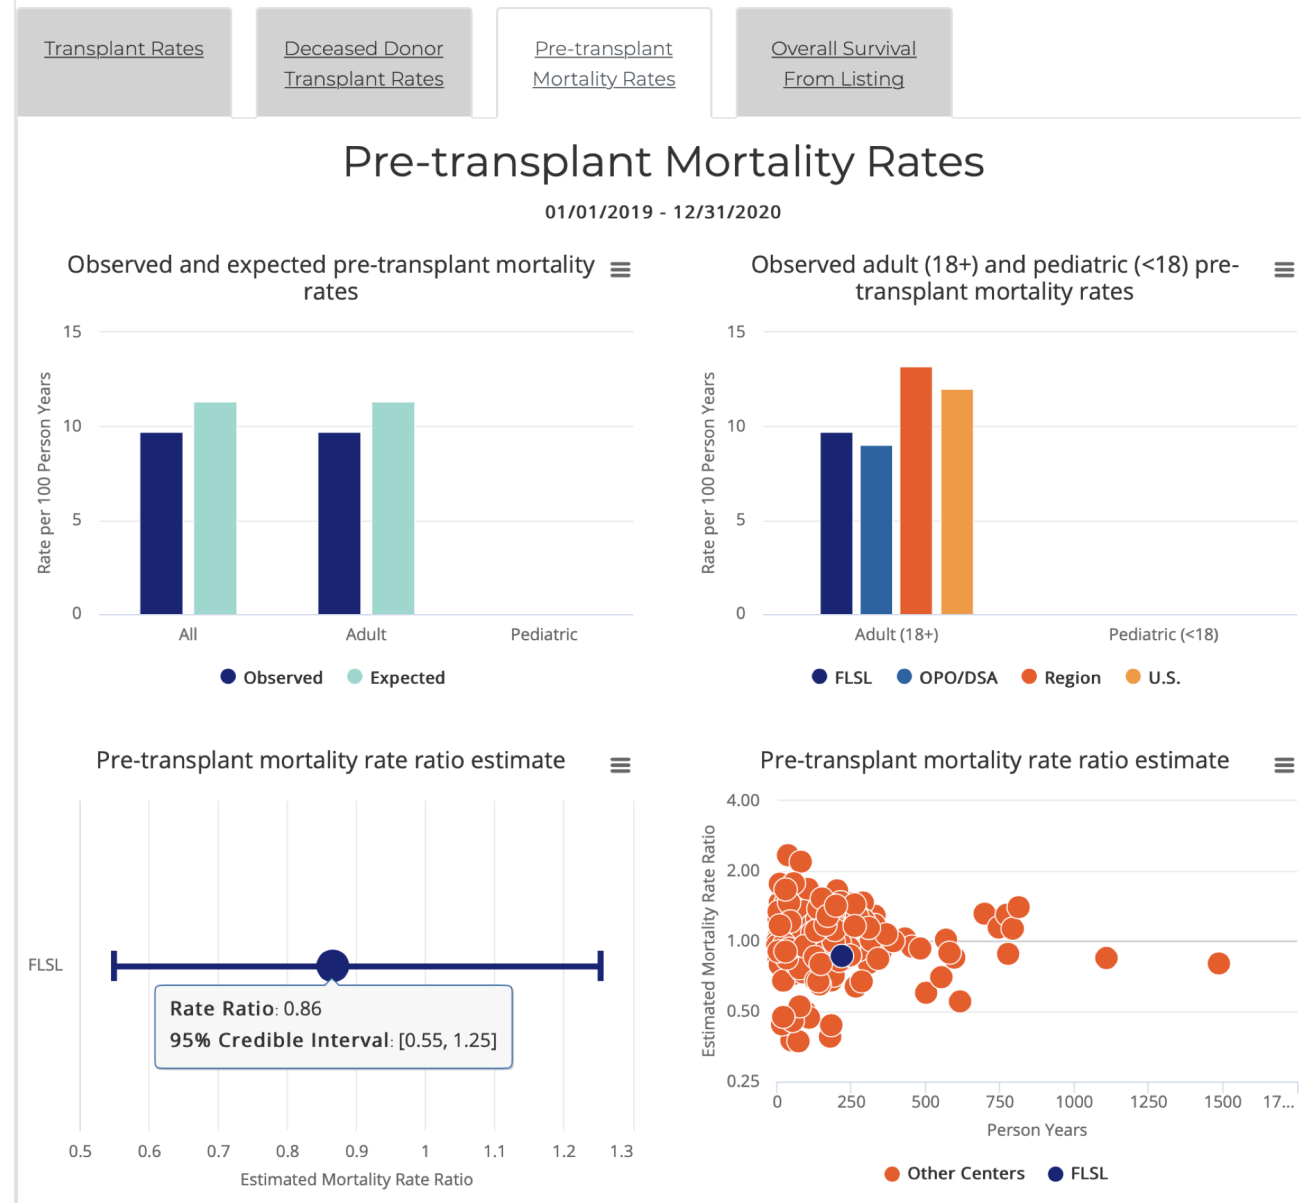 Transplant Rates
Deceased Donor
Transplant Rates
Pre-transplant
Mortality Rates
Overall Survival
From Listing
Pre-transplant Mortality Rates
01/01/2019 - 12/31/2020
Observed and expected pre-transplant mortality
rates
Rate per 100 Person Years
15
10
5
0
All
Adult
Pediatric
Observed
Expected
Observed adult (18+) and pediatric (<18) pre-
transplant mortality rates
Rate per 100 Person Years
15
10
5
0
Adult (18+)
Pediatric (<18)
FLSL
OPO/DSA
Region
U.S.
Pre-transplant mortality rate ratio estimate
FLSL
Rate Ratio: 0.86
95% Credible Interval: [0.55, 1.25]
0.5 0.6 0.7 0.8 0.9 1 1.1 1.2 1.3
Estimated Mortality Rate Ratio
Pre-transplant mortality rate ratio estimate
Estimated Mortality Rate Ratio
4.00
2.00
1.00
0.50
0.25
0 250 500 750 1000 1250 1500 17...
Person Years
Other Centers
FLSL